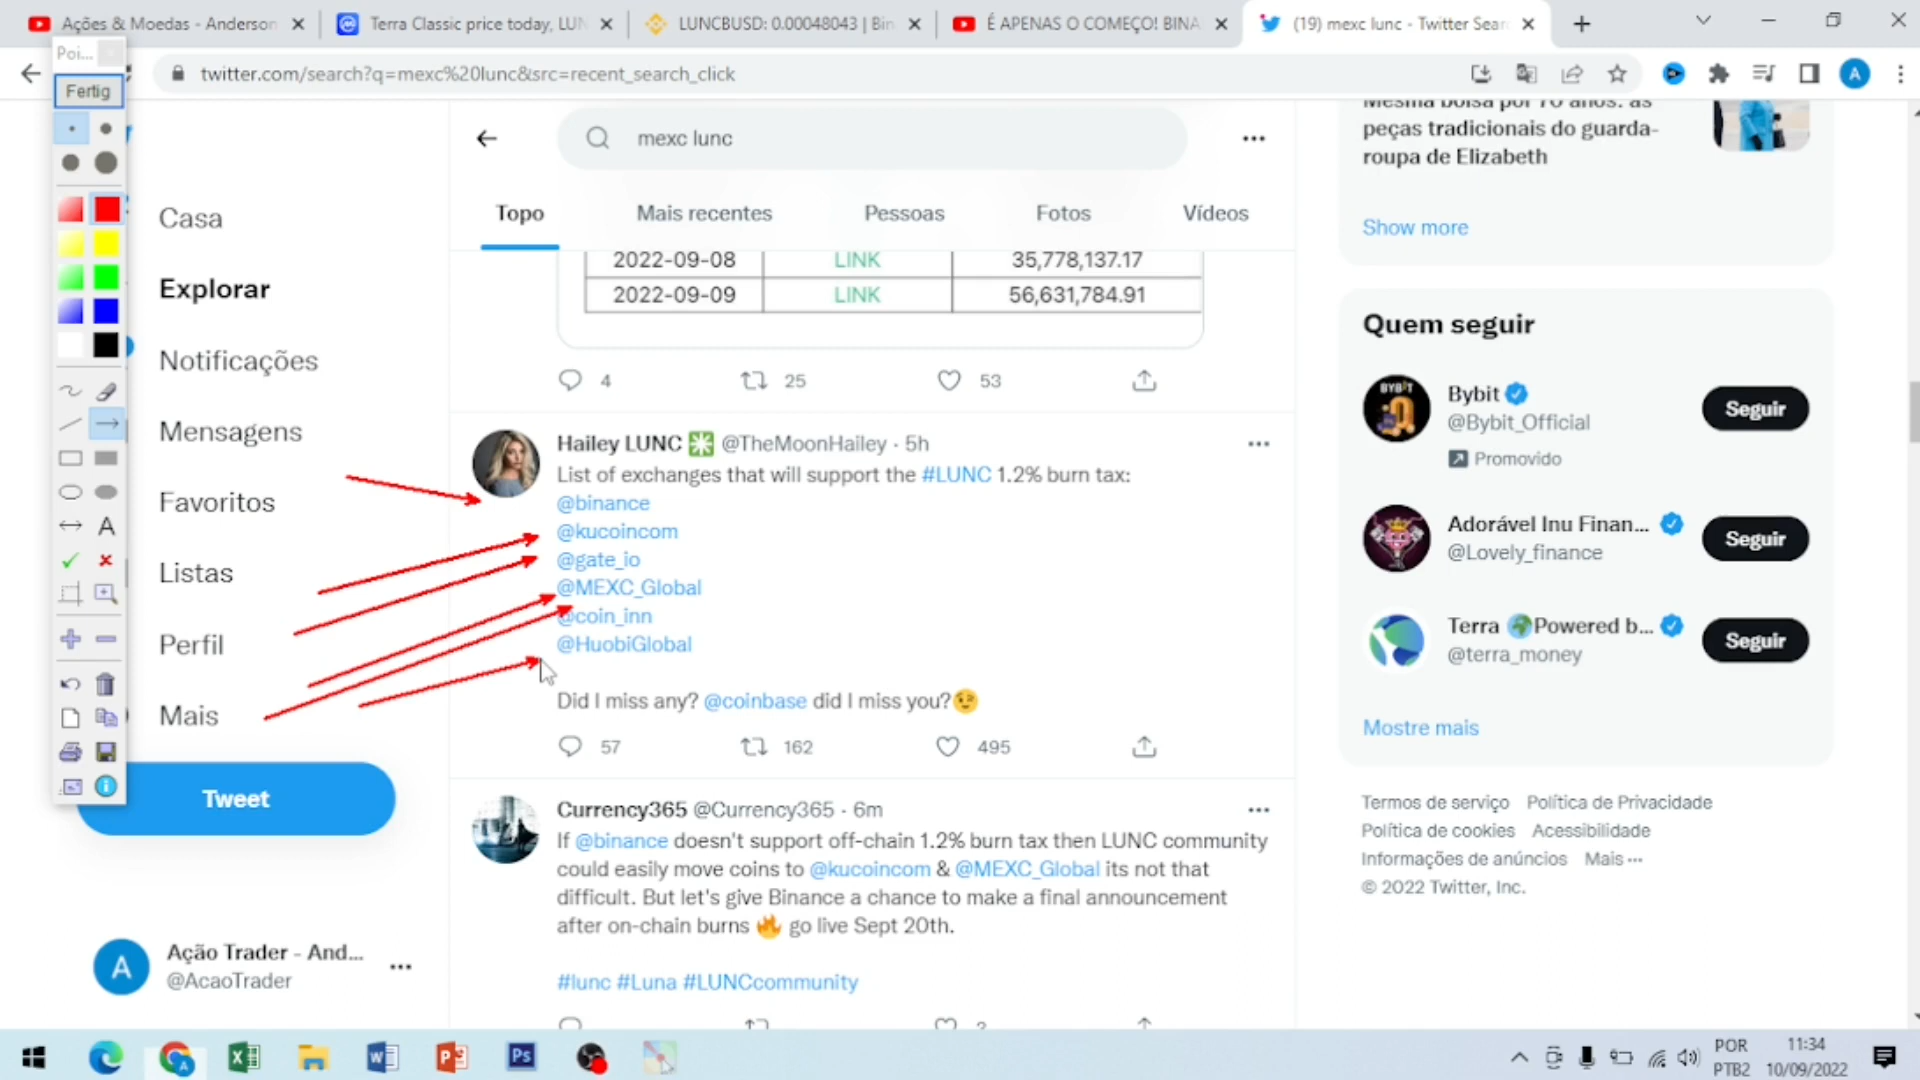 Ações & Moedas - Anderson
Terra Classic price today, LUN
LUNCBUSD: 0.00048043 | Bin
É APENAS O COMEÇO! BINA
(19) mexc lunc - Twitter Sear
Poi...
Fertig
twitter.com/search?q=mexc%20lunc&src=recent_search_click
A
A
mexc lunc
Topo
Mais recentes
Pessoas
Fotos
Vídeos
Casa
Explorar
Notificações
Mensagens
Favoritos
Listas
Perfil
Mais
Tweet
A
Ação Trader - And...
@AcaoTrader
2022-09-08 LINK 35,778,137.17
2022-09-09 LINK 56,631,784.91
4 25 53
Hailey LUNC @TheMoonHailey · 5h
List of exchanges that will support the #LUNC 1.2% burn tax:
@binance
@kucoincom
@gate_io
@MEXC_Global
@coin_inn
@HuobiGlobal
Did I miss any? @coinbase did I miss you?😉
57 162 495
Currency365 @Currency365 · 6m
If @binance doesn't support off-chain 1.2% burn tax then LUNC community
could easily move coins to @kucoincom & @MEXC_Global its not that
difficult. But let's give Binance a chance to make a final announcement
after on-chain burns 🔥 go live Sept 20th.
#lunc #Luna #LUNCcommunity
Mesma bolsa por 70 anos: as
peças tradicionais do guarda-
roupa de Elizabeth
Show more
Quem seguir
BYBIT
Bybit
@Bybit_Official
Promovido
Seguir
Adorável Inu Finan...
@Lovely_finance
Seguir
Terra 🌍Powered b...
@terra_money
Seguir
Mostre mais
Termos de serviço Política de Privacidade
Política de cookies Acessibilidade
Informações de anúncios Mais ···
© 2022 Twitter, Inc.
Ps
POR
PTB2
11:34
10/09/2022